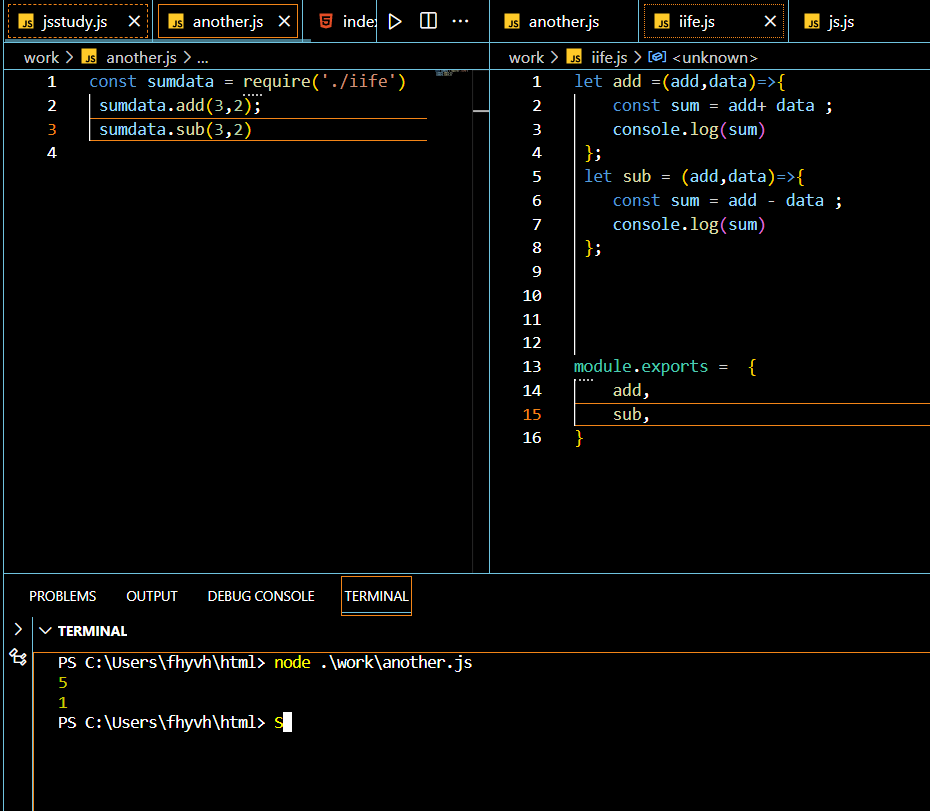 JS jsstudy.js × JS another.js × 5 index ...
JS another.js JS iife.js × JS js.js
work > JS another.js > ...
1 const sumdata = require('./iife')
2 sumdata.add(3,2);
3 sumdata.sub(3,2)
4
work > JS iife.js > <unknown>
1 let add =(add,data)=>{
2 const sum = add+ data ;
3 console.log(sum)
4 };
5 let sub = (add,data)=>{
6 const sum = add - data ;
7 console.log(sum)
8 };
9
10
11
12
13 module.exports = {
14 add,
15 sub,
16 }
PROBLEMS OUTPUT DEBUG CONSOLE TERMINAL
TERMINAL
PS C:\Users\fhyvh\html> node .\work\another.js
5
1
PS C:\Users\fhyvh\html> S